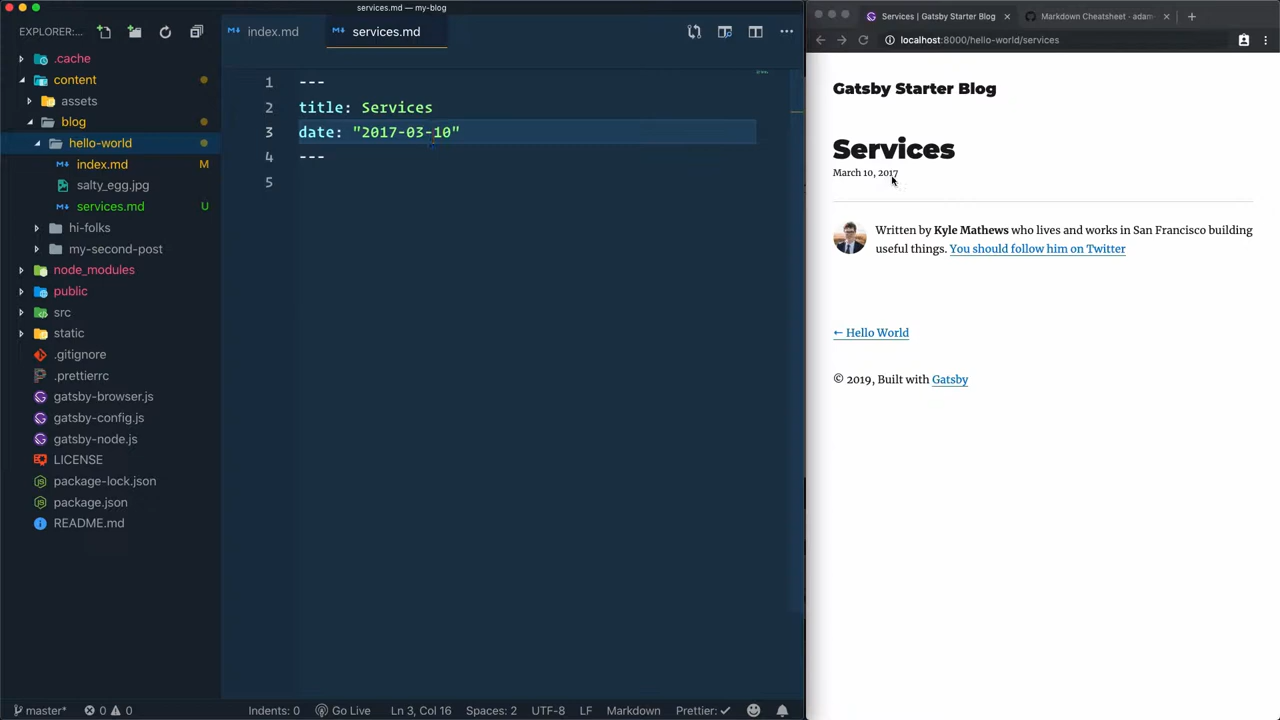 services.md — my-blog
EXPLORER:...
.cache
content
assets
blog
hello-world
index.md M
salty_egg.jpg
services.md U
hi-folks
my-second-post
node_modules
public
src
static
.gitignore
.prettierrc
gatsby-browser.js
gatsby-config.js
gatsby-node.js
LICENSE
package-lock.json
package.json
README.md
index.md
services.md
1 ---
2 title: Services
3 date: "2017-03-10"
4 ---
5
master* 0 0 Indents: 0 Go Live Ln 3, Col 16 Spaces: 2 UTF-8 LF Markdown Prettier: ✓
Services | Gatsby Starter Blog ×
Markdown Cheatsheet · adam ×
localhost:8000/hello-world/services
Gatsby Starter Blog
Services
March 10, 2017
Written by Kyle Mathews who lives and works in San Francisco building
useful things. You should follow him on Twitter
← Hello World
© 2019, Built with Gatsby